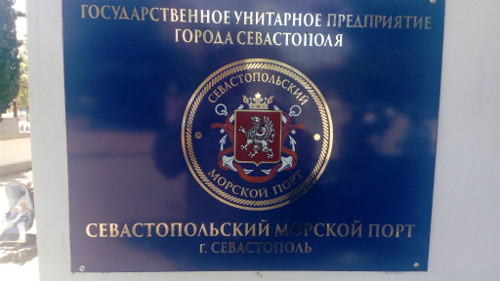 ГОСУДАРСТВЕННОЕ УНИТАРНОЕ ПРЕДПРИЯТИЕ
ГОРОДА СЕВАСТОПОЛЯ
СЕВАСТОПОЛЬСКИЙ
МОРСКОЙ ПОРТ
СЕВАСТОПОЛЬСКИЙ МОРСКОЙ ПОРТ
г. СЕВАСТОПОЛЬ